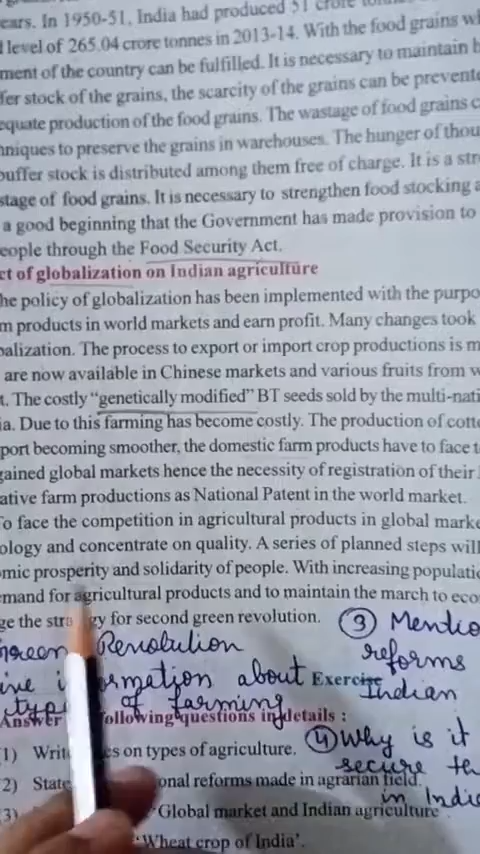 ears. In 1950-51, India had produced 51 crore
level of 265.04 crore tonnes in 2013-14. With the food grains
ment of the country can be fulfilled. It is necessary to maintain
fer stock of the grains, the scarcity of the grains can be prevente
equate production of the food grains. The wastage of food grains
niques to preserve the grains in warehouses. The hunger of thou
buffer stock is distributed among them free of charge. It is a str
stage of food grains. It is necessary to strengthen food stocking a
a good beginning that the Government has made provision to
eople through the Food Security Act.
ct of globalization on Indian agriculture
he policy of globalization has been implemented with the purpo
m products in world markets and earn profit. Many changes took
balization. The process to export or import crop productions is m
are now available in Chinese markets and various fruits from w
t. The costly "genetically modified" BT seeds sold by the multi-nati
ia. Due to this farming has become costly. The production of cott
port becoming smoother, the domestic farm products have to face t
gained global markets hence the necessity of registration of their
ative farm productions as National Patent in the world market.
o face the competition in agricultural products in global marke
ology and concentrate on quality. A series of planned steps will
omic prosperity and solidarity of people. With increasing populati
mand for agricultural products and to maintain the march to eco
ge the stra gy for second green revolution.
③ Mentio
Green Revolution
reforms
ive i ormation about
Exercise
Indian
type of farming
Answer ollowing questions in details :
(1) Writ es on types of agriculture.
④ Why is it
secure th
2) State onal reforms made in agrarian field.
in Indi
3) Global market and Indian agriculture
'Wheat crop of India'.